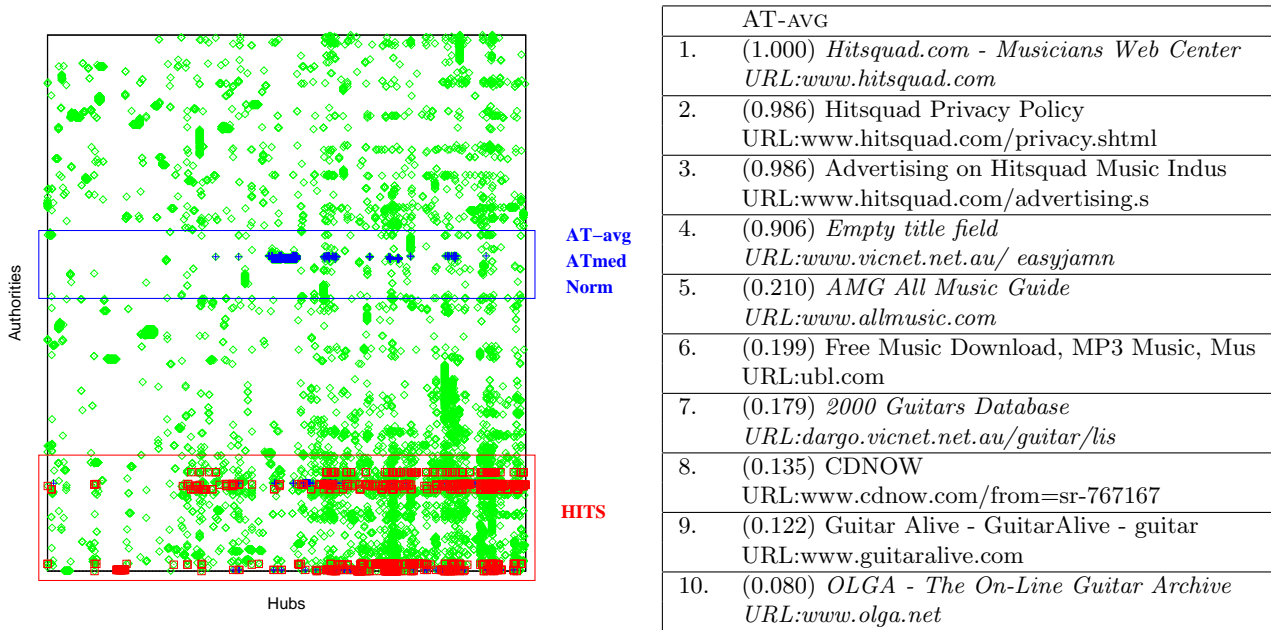 AT−avg
ATmed
Norm
HITS
Authorities
Hubs
AT-AVG
1. (1.000) Hitsquad.com - Musicians Web Center
URL:www.hitsquad.com
2. (0.986) Hitsquad Privacy Policy
URL:www.hitsquad.com/privacy.shtml
3. (0.986) Advertising on Hitsquad Music Indus
URL:www.hitsquad.com/advertising.s
4. (0.906) Empty title field
URL:www.vicnet.net.au/ easyjamn
5. (0.210) AMG All Music Guide
URL:www.allmusic.com
6. (0.199) Free Music Download, MP3 Music, Mus
URL:ubl.com
7. (0.179) 2000 Guitars Database
URL:dargo.vicnet.net.au/guitar/lis
8. (0.135) CDNOW
URL:www.cdnow.com/from=sr-767167
9. (0.122) Guitar Alive - GuitarAlive - guitar
URL:www.guitaralive.com
10. (0.080) OLGA - The On-Line Guitar Archive
URL:www.olga.net